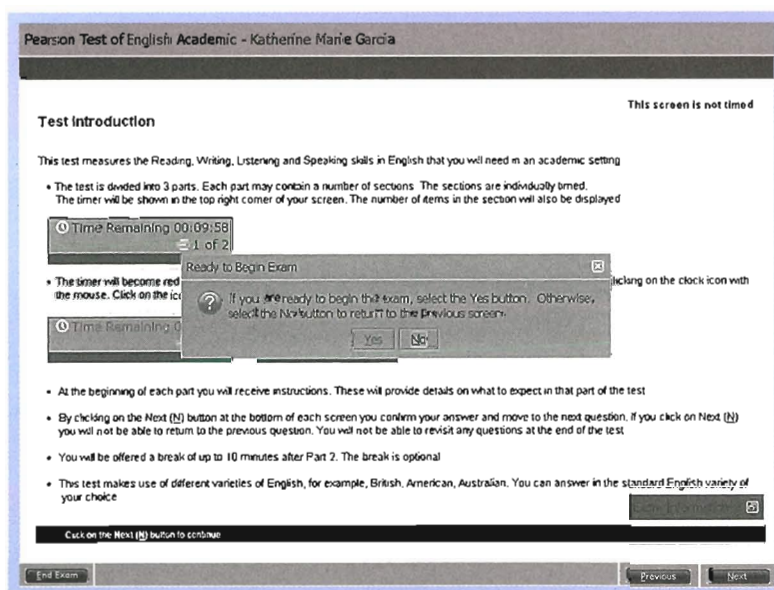 Pearson Test of English Academic - Katherine Marie Garcia
This screen is not timed
Test Introduction
This test measures the Reading, Writing, Listening and Speaking skills in English that you will need in an academic setting
• The test is divided into 3 parts. Each part may contain a number of sections The sections are individually timed.
The timer will be shown in the top right corner of your screen. The number of items in the section will also be displayed
Time Remaining 00:09:58
1 of 2
Ready to Begin Exam
• The timer will become red clicking on the clock icon with
the mouse. Click on the
If you are ready to begin this exam, select the Yes button. Otherwise,
select the No button to return to the previous screen.
Time Remaining
Yes No
• At the beginning of each part you will receive instructions. These will provide details on what to expect in that part of the test
• By clicking on the Next (N) button at the bottom of each screen you confirm your answer and move to the next question. If you click on Next (N)
you will not be able to return to the previous question. You will not be able to revisit any questions at the end of the test
• You will be offered a break of up to 10 minutes after Part 2. The break is optional
• This test makes use of different varieties of English, for example, British, American, Australian. You can answer in the standard English variety of
your choice
Click on the Next (N) button to continue
End Exam Previous Next